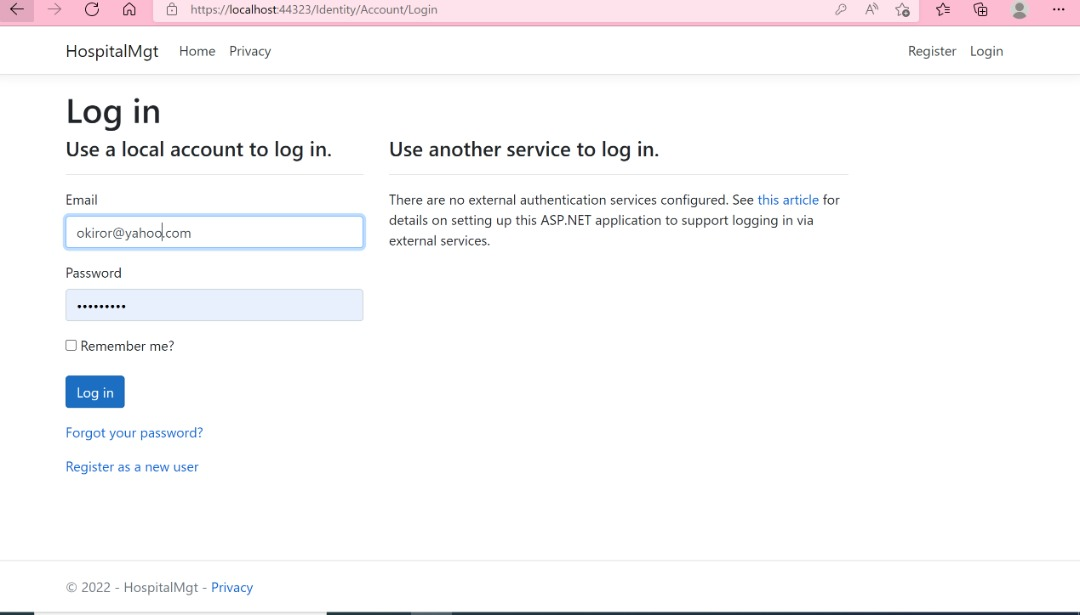 https://localhost:44323/Identity/Account/Login
HospitalMgt Home Privacy Register Login
Log in
Use a local account to log in.
Email
okiror@yahoo.com
Password
•••••••••
Remember me?
Log in
Forgot your password?
Register as a new user
Use another service to log in.
There are no external authentication services configured. See this article for
details on setting up this ASP.NET application to support logging in via
external services.
© 2022 - HospitalMgt - Privacy